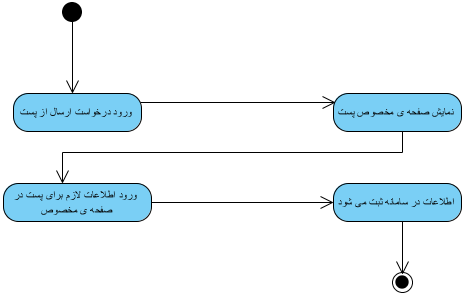 ورود درخواست ارسال از پست
نمایش صفحه ی مخصوص پست
ورود اطلاعات لازم برای پست در
صفحه ی مخصوص
اطلاعات در سامانه ثبت می شود